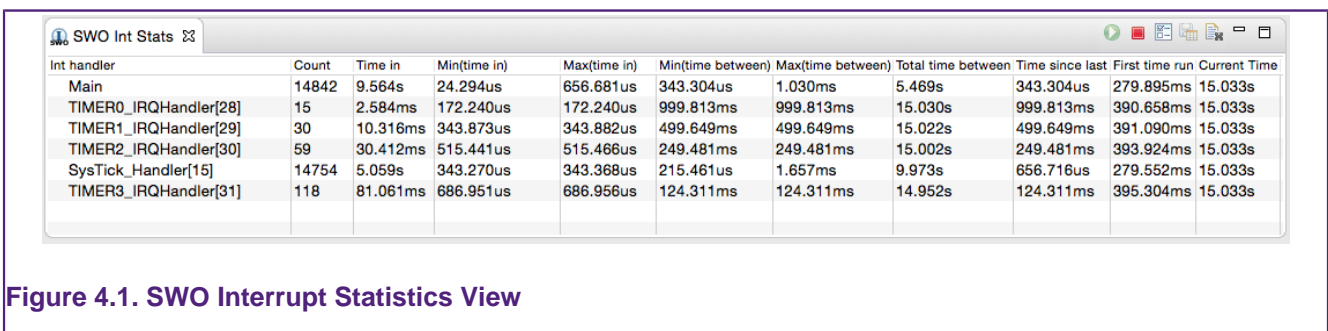 SWO Int Stats
Int handler Count Time in Min(time in) Max(time in) Min(time between) Max(time between) Total time between Time since last First time run Current Time
Main 14842 9.564s 24.294us 656.681us 343.304us 1.030ms 5.469s 343.304us 279.895ms 15.033s
TIMER0_IRQHandler[28] 15 2.584ms 172.240us 172.240us 999.813ms 999.813ms 15.030s 999.813ms 390.658ms 15.033s
TIMER1_IRQHandler[29] 30 10.316ms 343.873us 343.882us 499.649ms 499.649ms 15.022s 499.649ms 391.090ms 15.033s
TIMER2_IRQHandler[30] 59 30.412ms 515.441us 515.466us 249.481ms 249.481ms 15.002s 249.481ms 393.924ms 15.033s
SysTick_Handler[15] 14754 5.059s 343.270us 343.368us 215.461us 1.657ms 9.973s 656.716us 279.552ms 15.033s
TIMER3_IRQHandler[31] 118 81.061ms 686.951us 686.956us 124.311ms 124.311ms 14.952s 124.311ms 395.304ms 15.033s
Figure 4.1. SWO Interrupt Statistics View